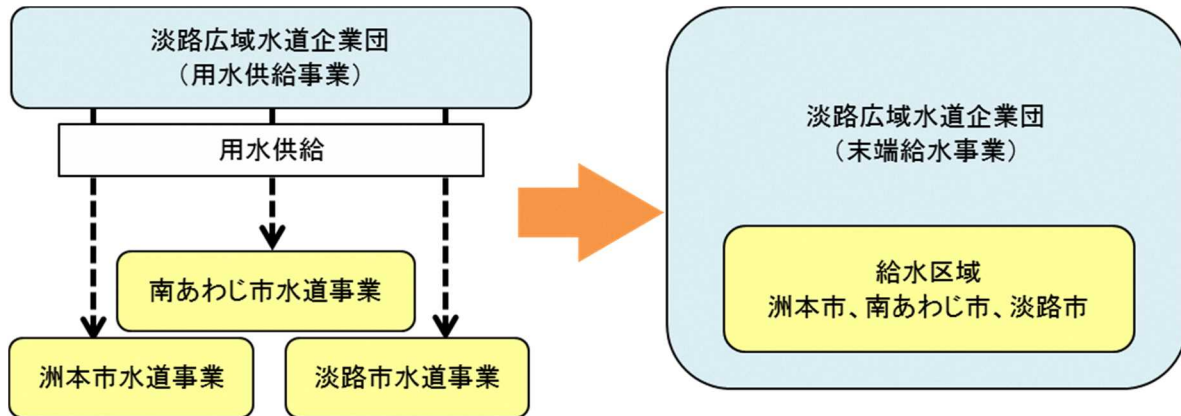 淡路広域水道企業団
（用水供給事業）
用水供給
南あわじ市水道事業
洲本市水道事業
淡路市水道事業
淡路広域水道企業団
（末端給水事業）
給水区域
洲本市、南あわじ市、淡路市